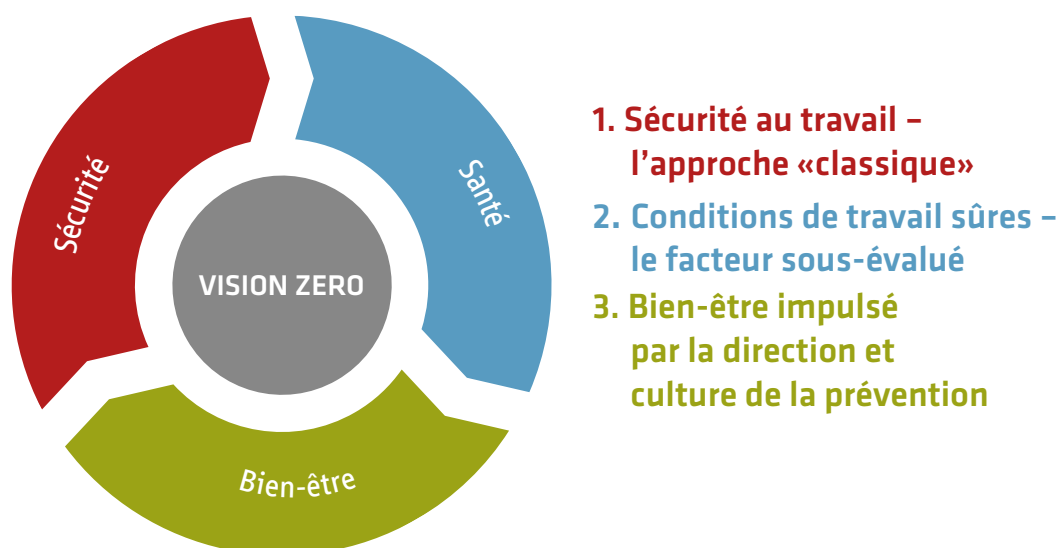 Sécurité
Santé
Bien-être
VISION ZERO
1. Sécurité au travail –
l’approche «classique»
2. Conditions de travail sûres –
le facteur sous-évalué
3. Bien-être impulsé
par la direction et
culture de la prévention